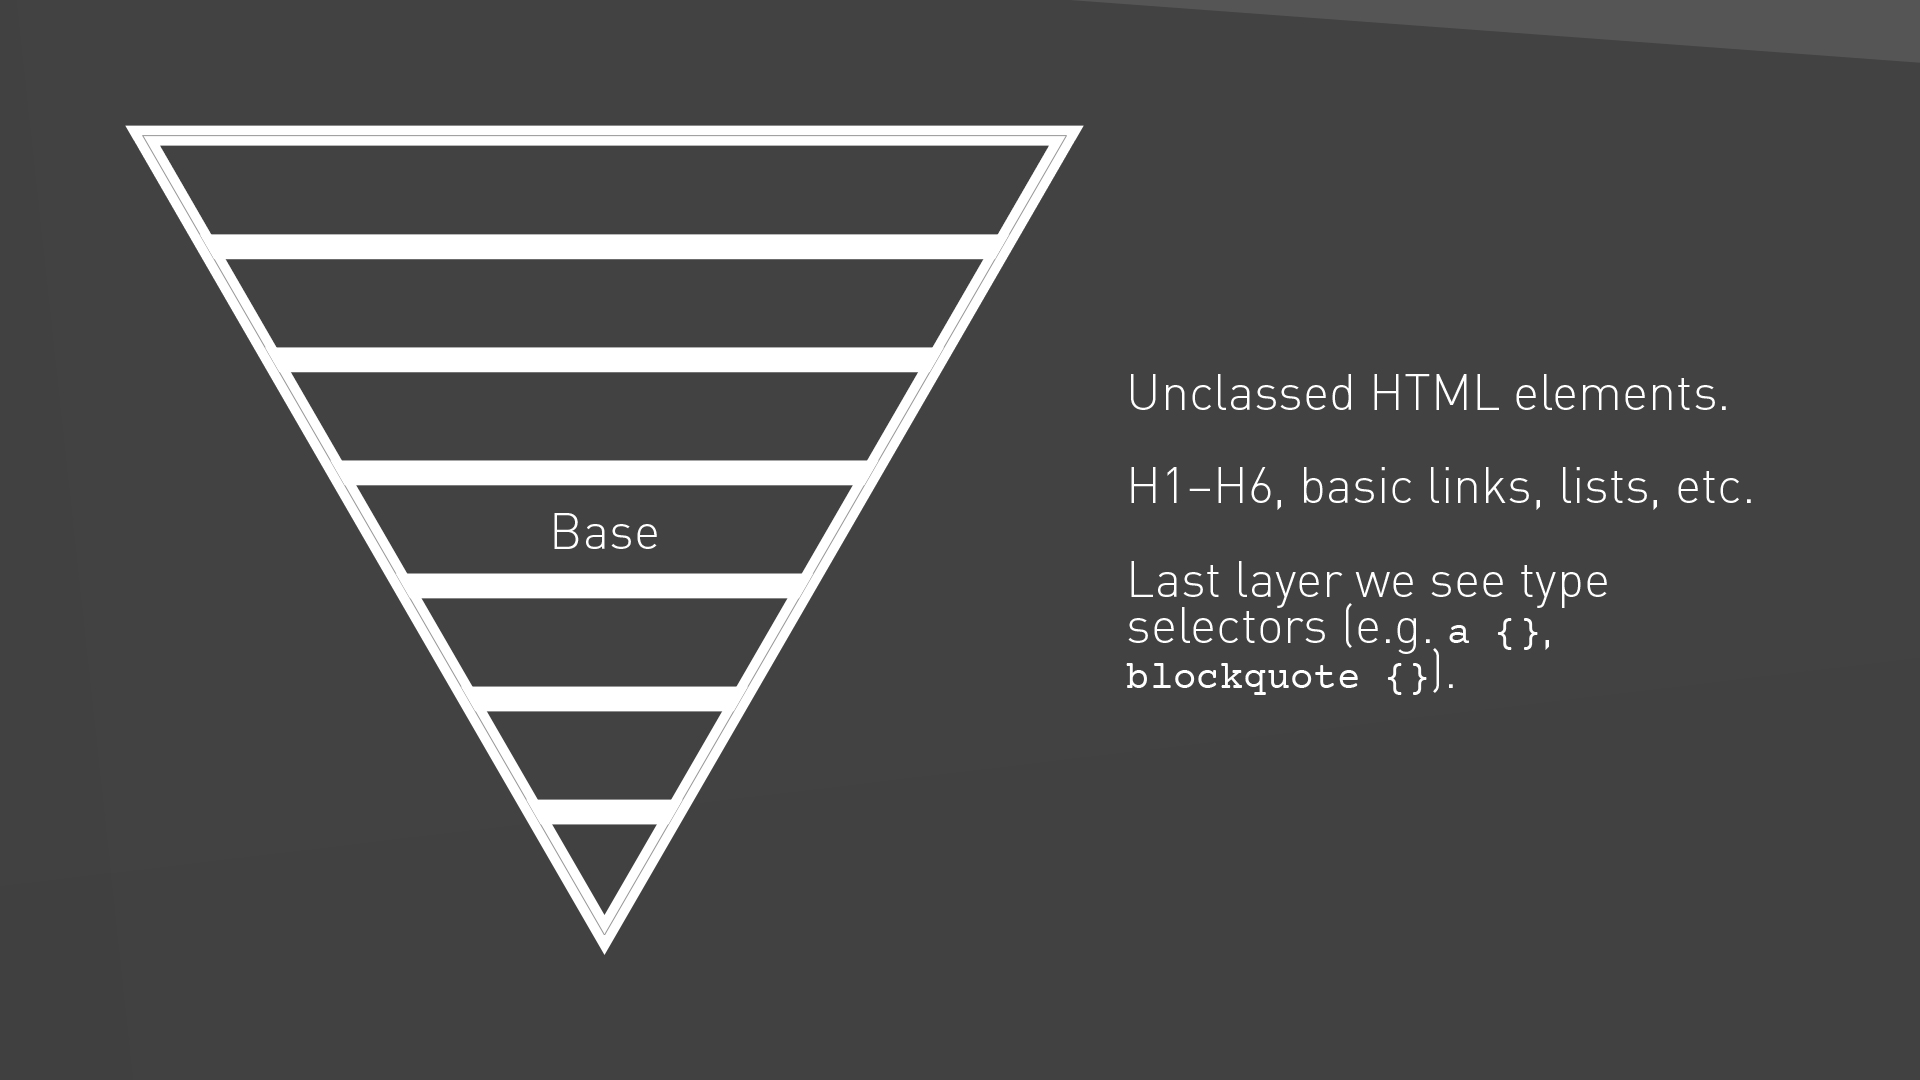 Base
Unclassed HTML elements.
H1–H6, basic links, lists, etc.
Last layer we see type
selectors (e.g. a {},
blockquote {}).